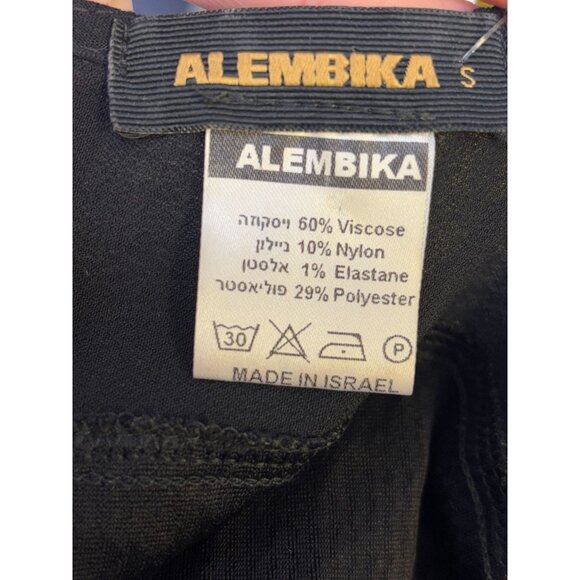 ALEMBIKA S
ALEMBIKA
ויסקוזה 60% Viscose
ניילון 10% Nylon
אלסטן 1% Elastane
פוליאסטר 29% Polyester
30 P
MADE IN ISRAEL